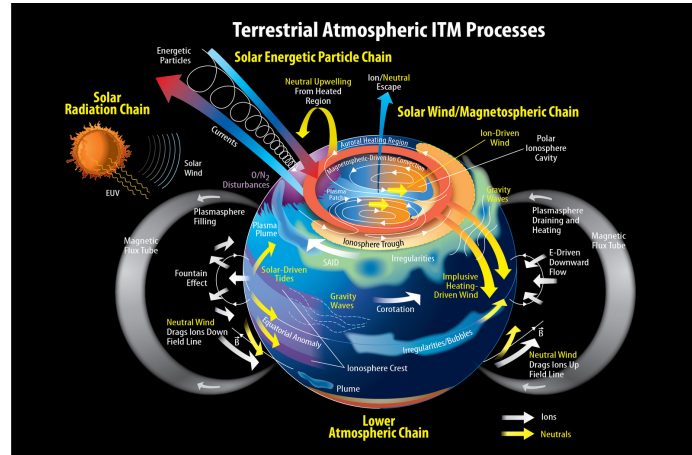 Terrestrial Atmospheric ITM Processes
Energetic
Particles
Solar Energetic Particle Chain
Neutral Upwelling
From Heated
Region
Ion/Neutral
Escape
Solar
Radiation Chain
Solar Wind/Magnetospheric Chain
Currents
Solar
Wind
EUV
Auroral Heating Region
Ion-Driven
Wind
Polar
Ionosphere
Cavity
Magnetospheric-Driven Ion Convection
O/N2
Disturbances
Plasma
Patch
Gravity
Waves
Plasmasphere
Filling
Plasma
Plume
Plasmasphere
Draining and
Heating
Magnetic
Flux Tube
Magnetic
Flux Tube
Ionosphere Trough
SAID
Irregularities
E-Driven
Downward
Flow
Fountain
Effect
Solar-Driven
Tides
Implusive
Heating-
Driven Wind
Gravity
Waves
Corotation
Neutral Wind
Drags Ions Down
Field Line
B
Equatorial Anomaly
Irregularities/Bubbles
B
Neutral Wind
Drags Ions Up
Field Line
Ionosphere Crest
Plume
Lower
Atmospheric Chain
Ions
Neutrals